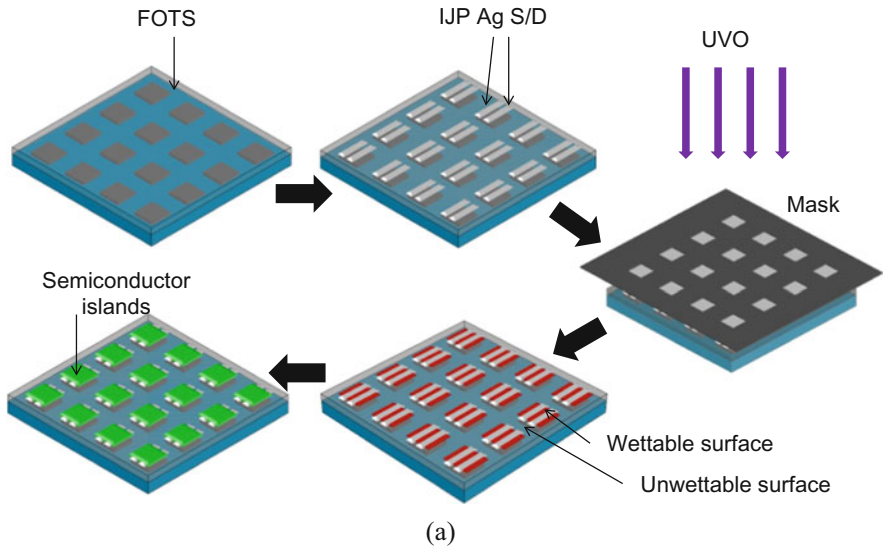 FOTS
IJP Ag S/D
UVO
Mask
Semiconductor
islands
Wettable surface
Unwettable surface
(a)